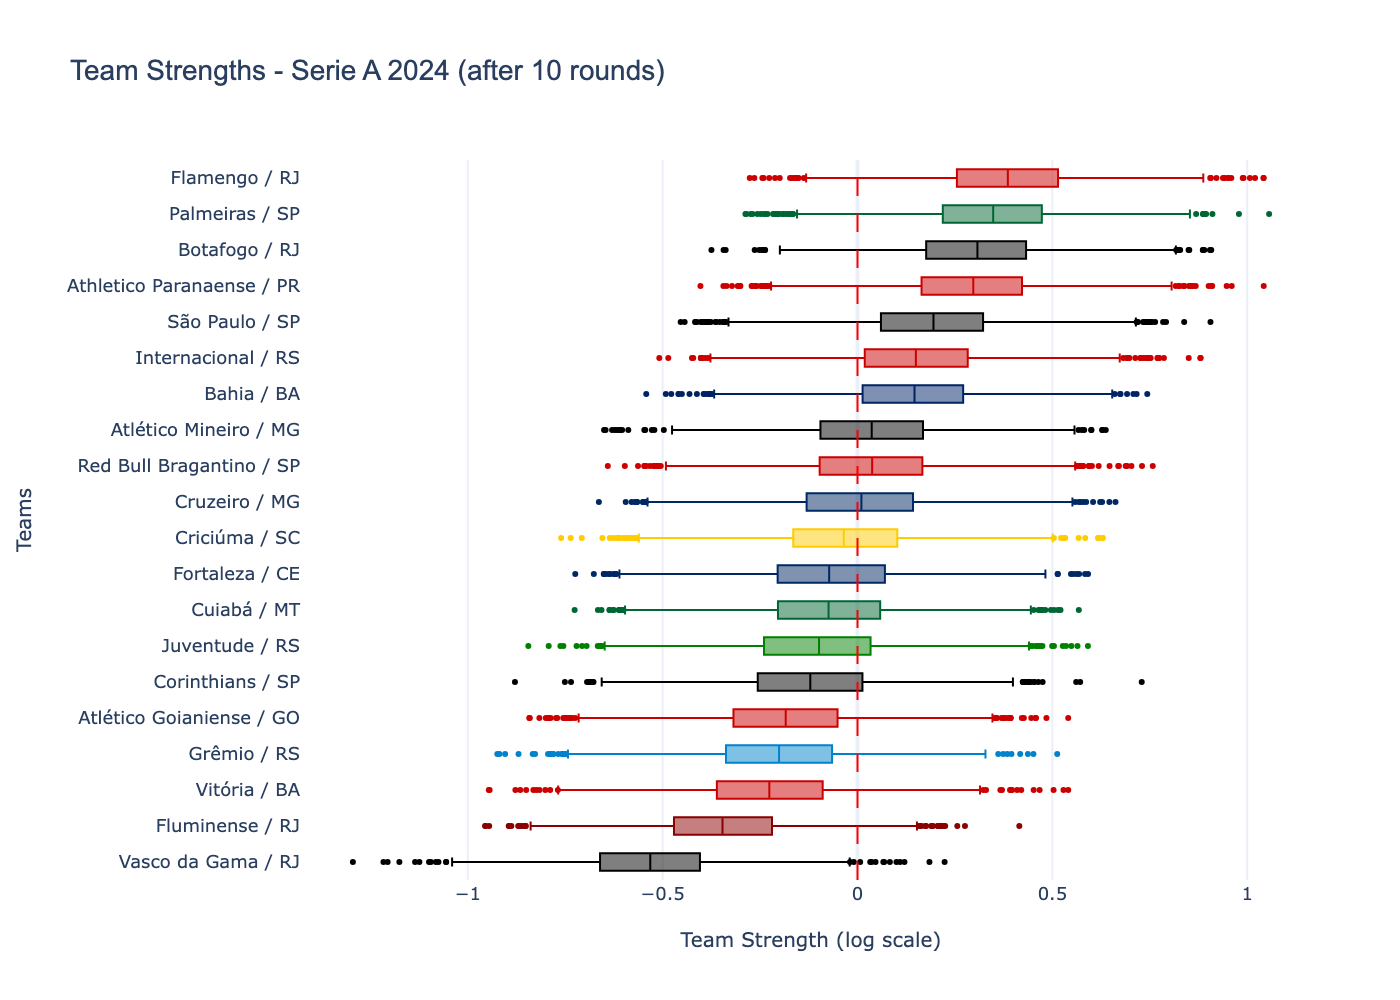 Team Strengths - Serie A 2024 (after 10 rounds)
Teams
Flamengo / RJ
Palmeiras / SP
Botafogo / RJ
Athletico Paranaense / PR
São Paulo / SP
Internacional / RS
Bahia / BA
Atlético Mineiro / MG
Red Bull Bragantino / SP
Cruzeiro / MG
Criciúma / SC
Fortaleza / CE
Cuiabá / MT
Juventude / RS
Corinthians / SP
Atlético Goianiense / GO
Grêmio / RS
Vitória / BA
Fluminense / RJ
Vasco da Gama / RJ
−1 −0.5 0 0.5 1
Team Strength (log scale)